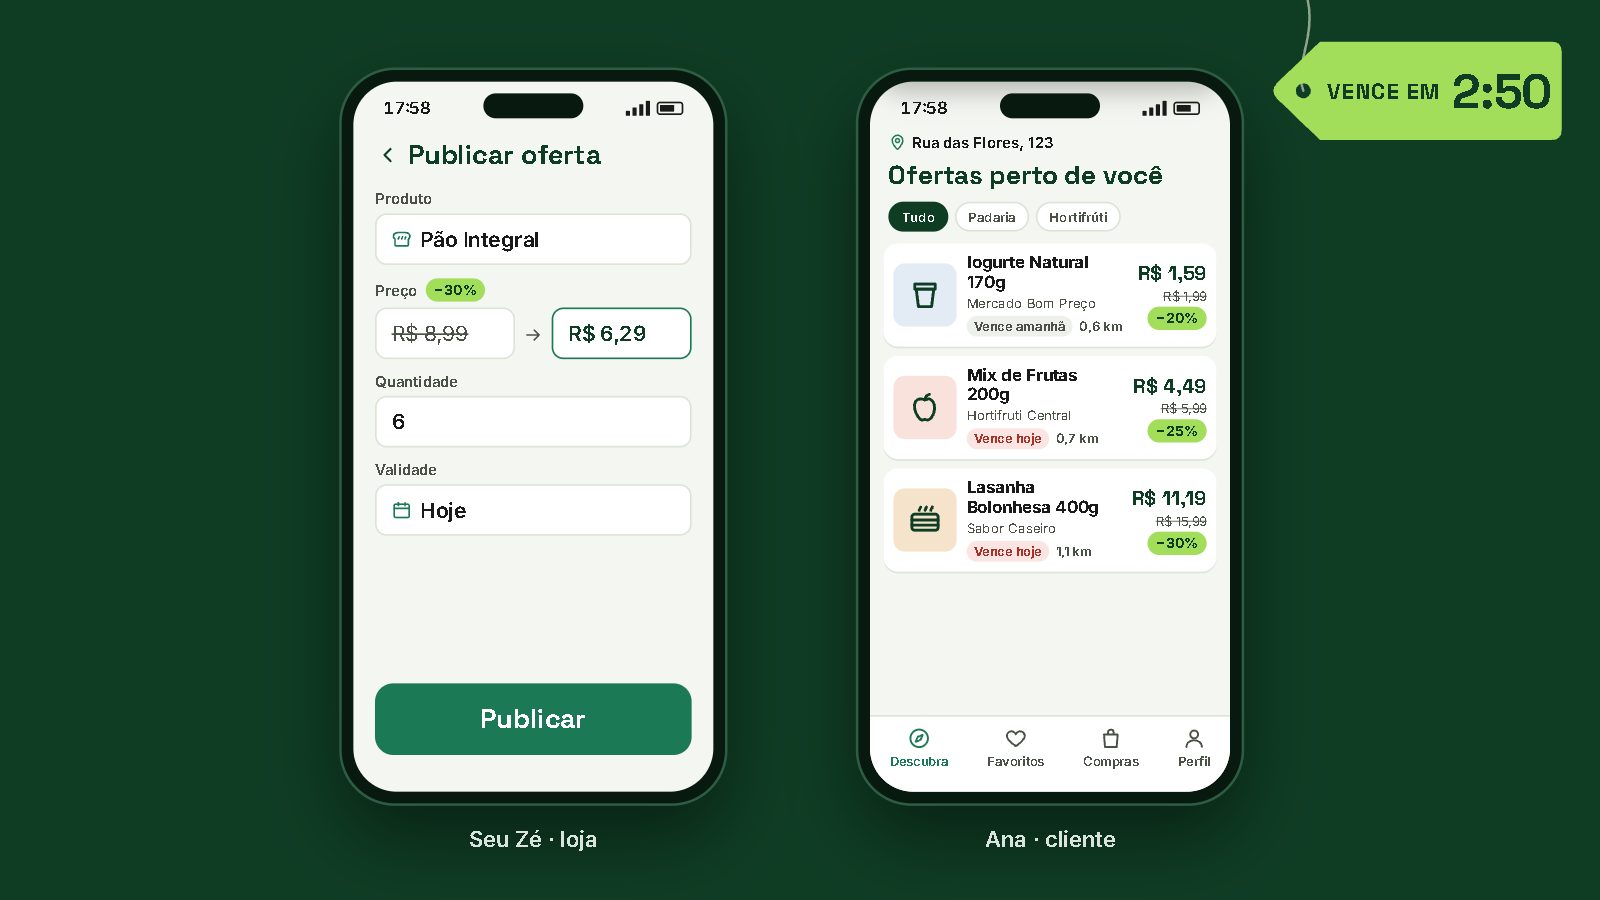 VENCE EM 2:50
17:58
Publicar oferta
Produto
Pão Integral
Preço
−30%
R$ 8,99 → R$ 6,29
Quantidade
6
Validade
Hoje
Publicar
Seu Zé · loja
17:58
Rua das Flores, 123
Ofertas perto de você
Tudo Padaria Hortifrúti
Iogurte Natural
170g
Mercado Bom Preço
Vence amanhã 0,6 km
R$ 1,59
R$ 1,99
−20%
Mix de Frutas
200g
Hortifruti Central
Vence hoje 0,7 km
R$ 4,49
R$ 5,99
−25%
Lasanha
Bolonhesa 400g
Sabor Caseiro
Vence hoje 1,1 km
R$ 11,19
R$ 15,99
−30%
Descubra Favoritos Compras Perfil
Ana · cliente